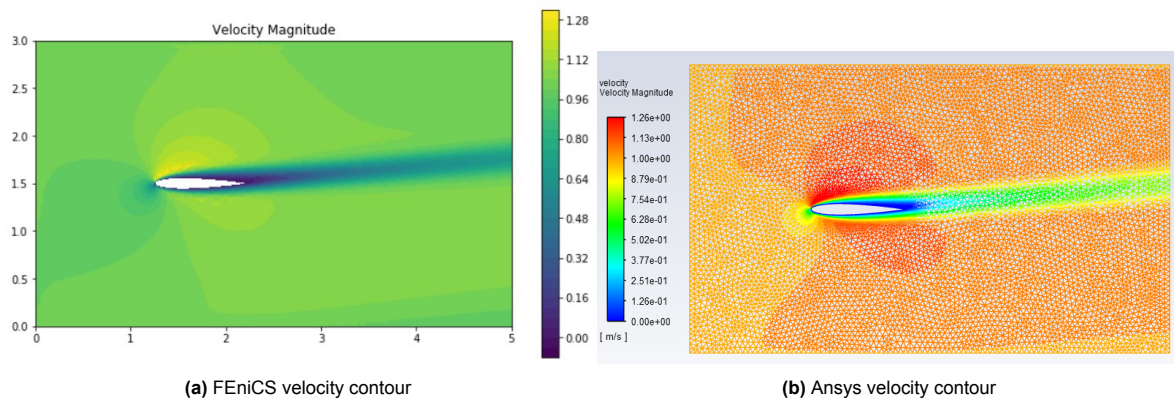 Velocity Magnitude
3.0
2.5
2.0
1.5
1.0
0.5
0.0
0 1 2 3 4 5
1.28
1.12
0.96
0.80
0.64
0.48
0.32
0.16
0.00
(a) FEniCS velocity contour
velocity
Velocity Magnitude
1.26e+00
1.13e+00
1.00e+00
8.79e-01
7.54e-01
6.28e-01
5.02e-01
3.77e-01
2.51e-01
1.26e-01
0.00e+00
[ m/s ]
(b) Ansys velocity contour